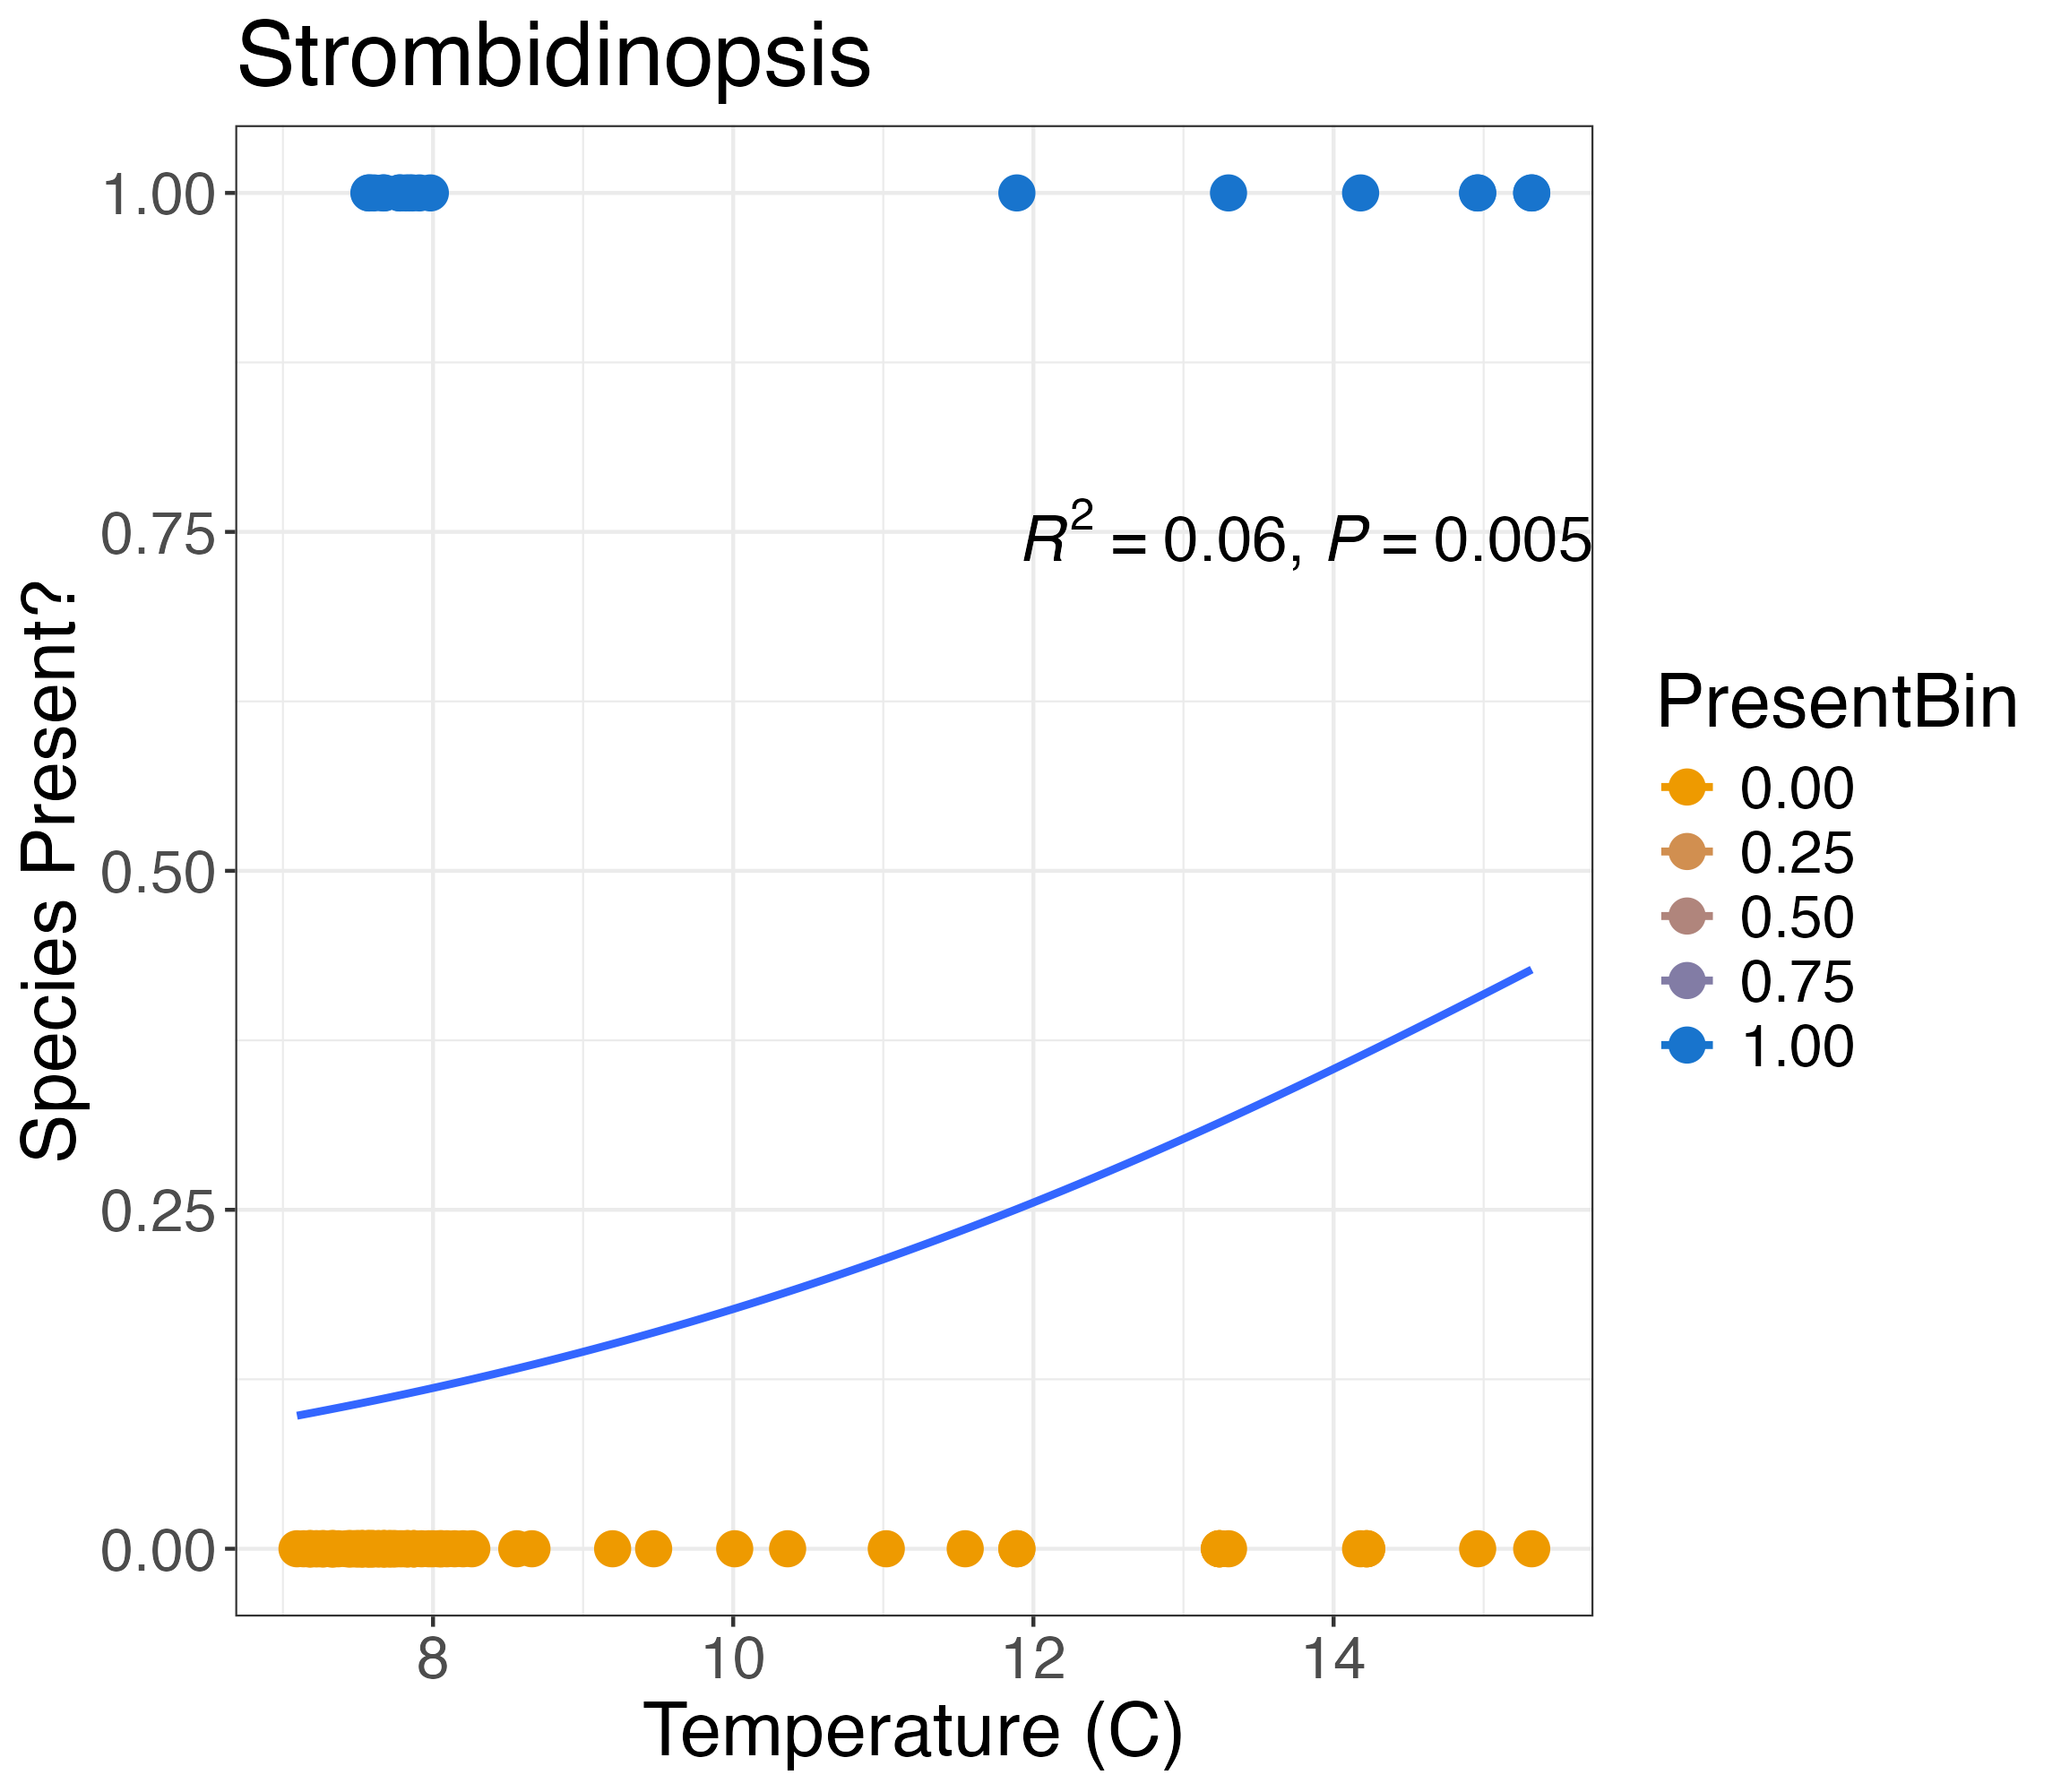 Strombidinopsis
1.00
0.75
0.50
0.25
0.00
Species Present?
R² = 0.06, P = 0.005
8 10 12 14
Temperature (C)
PresentBin
0.00
0.25
0.50
0.75
1.00